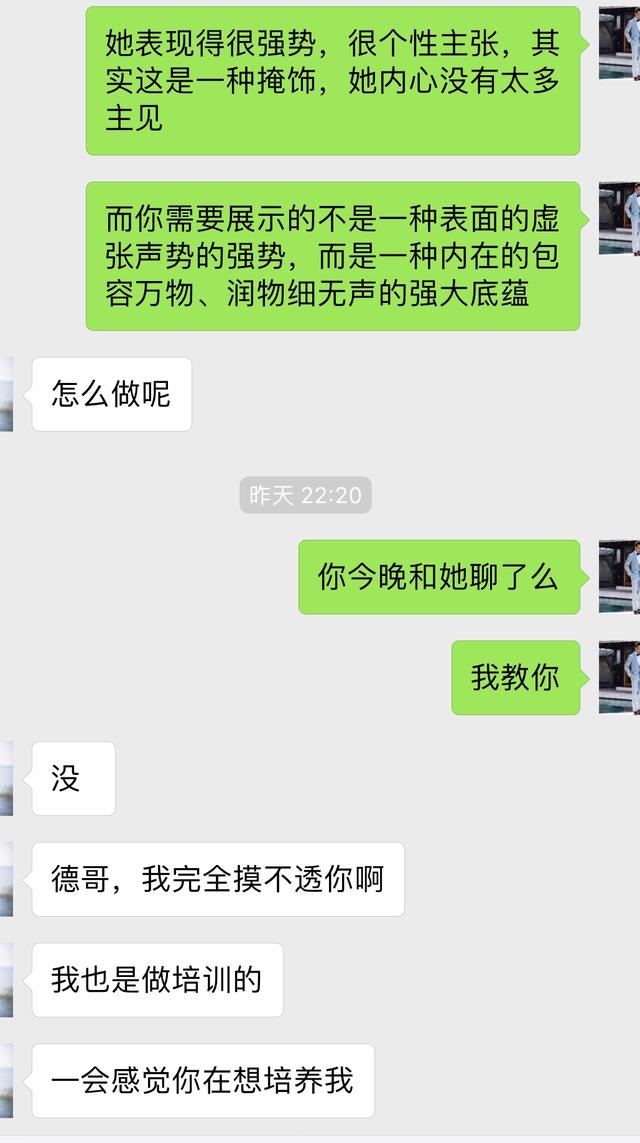 她表现得很强势，很个性主张，其
实这是一种掩饰，她内心没有太多
主见
而你需要展示的不是一种表面的虚
张声势的强势，而是一种内在的包
容万物、润物细无声的强大底蕴
怎么做呢
昨天 22:20
你今晚和她聊了么
我教你
没
德哥，我完全摸不透你啊
我也是做培训的
一会感觉你在想培养我